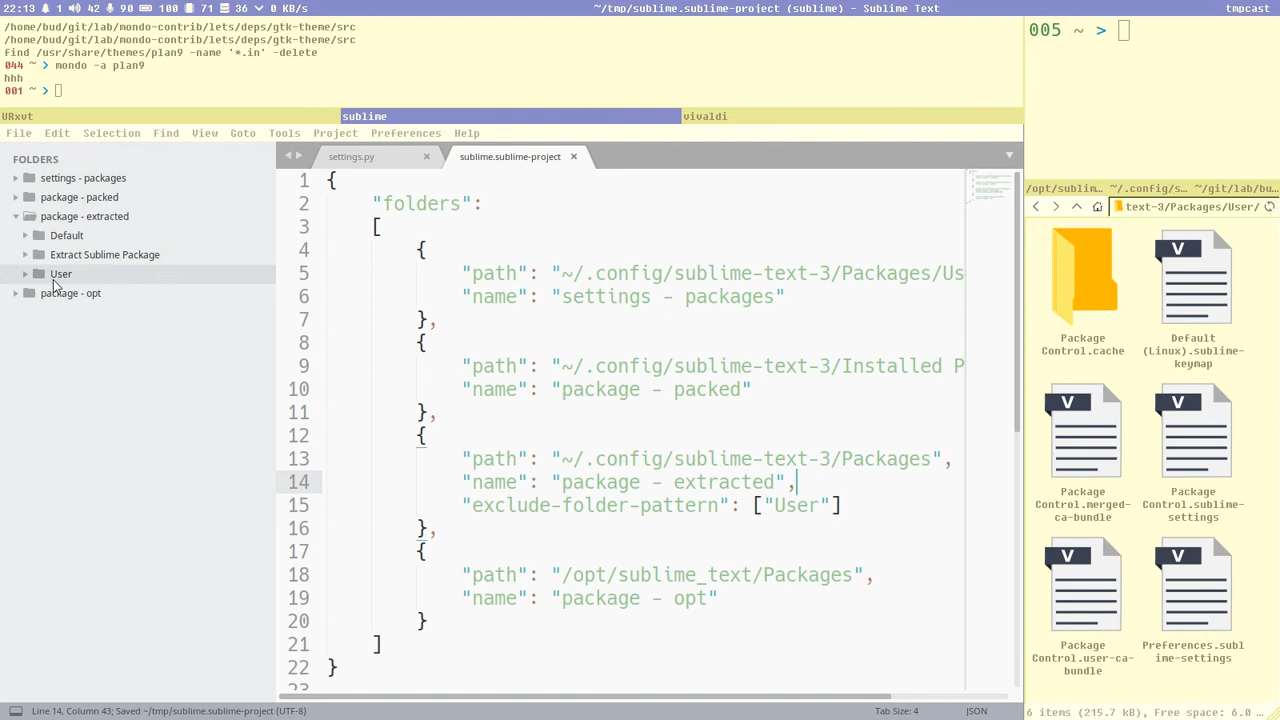 22:13 1 42 90 100 71 36 0 KB/s
~/tmp/sublime.sublime-project (sublime) - Sublime Text
tmpcast
/home/bud/git/lab/mondo-contrib/lets/deps/gtk-theme/src
/home/bud/git/lab/mondo-contrib/lets/deps/gtk-theme/src
find /usr/share/themes/plan9 -name '*.in' -delete
044 ~ > mondo -a plan9
hhh
001 ~ >
005 ~ >
URxvt
sublime
vivaldi
File Edit Selection Find View Goto Tools Project Preferences Help
FOLDERS
settings - packages
package - packed
package - extracted
Default
Extract Sublime Package
User
package - opt
settings.py ×
sublime.sublime-project ×
1 {
2 "folders":
3 [
4 {
5 "path": "~/.config/sublime-text-3/Packages/Us
6 "name": "settings - packages"
7 },
8 {
9 "path": "~/.config/sublime-text-3/Installed P
10 "name": "package - packed"
11 },
12 {
13 "path": "~/.config/sublime-text-3/Packages",
14 "name": "package - extracted",
15 "exclude-folder-pattern": ["User"]
16 },
17 {
18 "path": "/opt/sublime_text/Packages",
19 "name": "package - opt"
20 }
21 ]
22 }
23
/opt/sublim… ~/.config/s… ~/git/lab/bu…
text-3/Packages/User/
V
Package
Control.cache
V
Default
(Linux).sublime-
keymap
V
Package
Control.merged-
ca-bundle
V
Package
Control.sublime-
settings
V
Package
Control.user-ca-
bundle
V
Preferences.subl
ime-settings
Line 14, Column 43; Saved ~/tmp/sublime.sublime-project (UTF-8)
Tab Size: 4
JSON
6 items (215.7 kB), Free space: 6.0 …